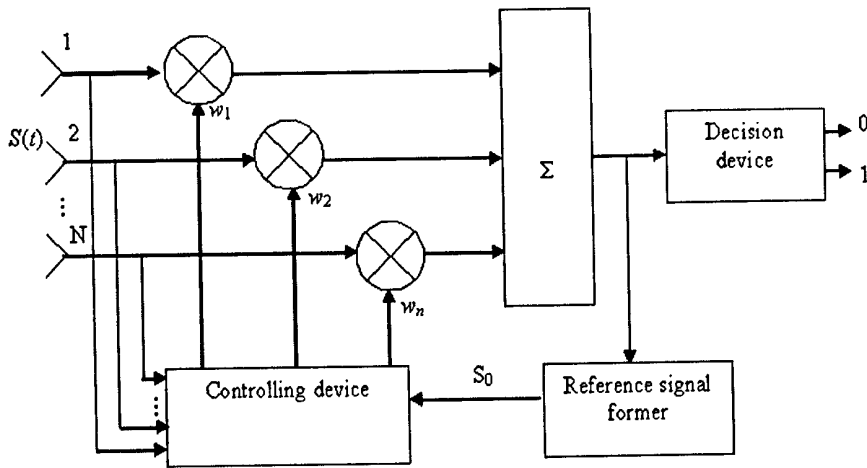 1
w₁
S(t)
2
w₂
...
N
wₙ
Σ
Decision
device
0
1
Controlling device
...
S₀
Reference signal
former